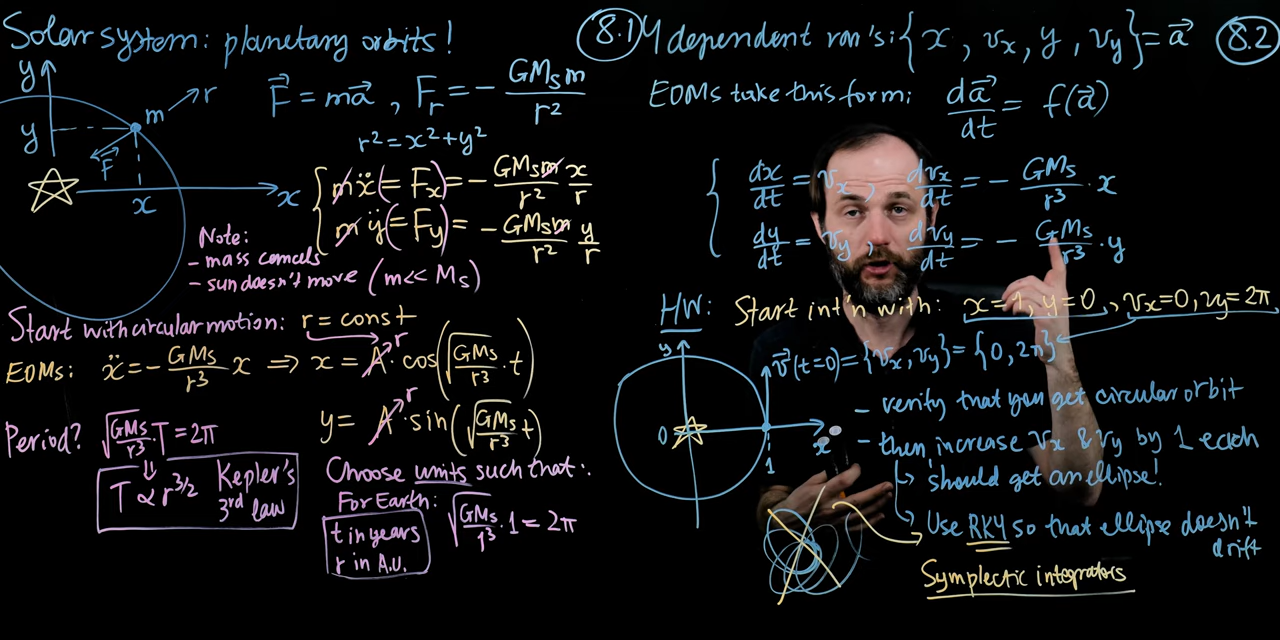 Solar system: planetary orbits!
y
y
m
r
F⃗
x
x
F⃗ = ma⃗ , F_r = - GM_s m / r²
r² = x² + y²
m ẍ (= F_x) = - GM_s m / r² x/r
m ÿ (= F_y) = - GM_s m / r² y/r
Note:
- mass cancels
- sun doesn't move (m << M_s)
Start with circular motion: r = const
EOMs: ẍ = - GM_s / r³ x ⇒ x = A r · cos(√(GM_s / r³) · t)
y = A r · sin(√(GM_s / r³) t)
Period? √(GM_s / r³) · T = 2π
⇓
T ∝ r^3/2 Kepler's 3rd law
Choose units such that:
For Earth: √(GM_s / 1³) · 1 = 2π
t in years
r in A.U.
8.1
4 dependent var's: { x , v_x , y , v_y } = a⃗
8.2
EOMs take this form: da⃗/dt = f(a⃗)
dx/dt = v_x , dv_x/dt = - GM_s / r³ · x
dy/dt = v_y , dv_y/dt = - GM_s / r³ · y
HW: Start int'n with: x = 1, y = 0, v_x = 0, v_y = 2π
y
v⃗(t=0) = {v_x, v_y} = {0, 2π}
0
1
x
- verify that you get circular orbit
- then increase v_x & v_y by 1 each
↳ should get an ellipse!
↳ Use RK4 so that ellipse doesn't drift
Symplectic integrators